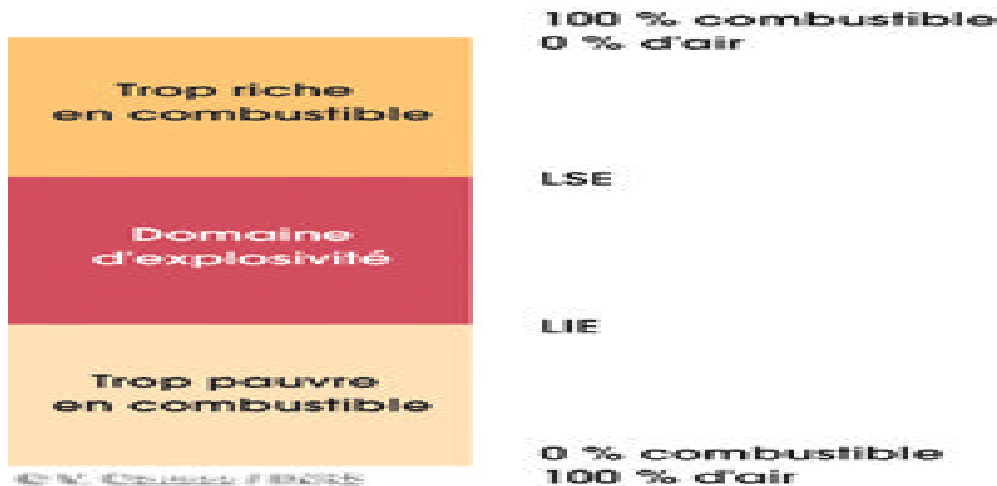 100 % combustible
0 % d'air
Trop riche
en combustible
LSE
Domaine
d'explosivité
LIE
Trop pauvre
en combustible
0 % combustible
100 % d'air